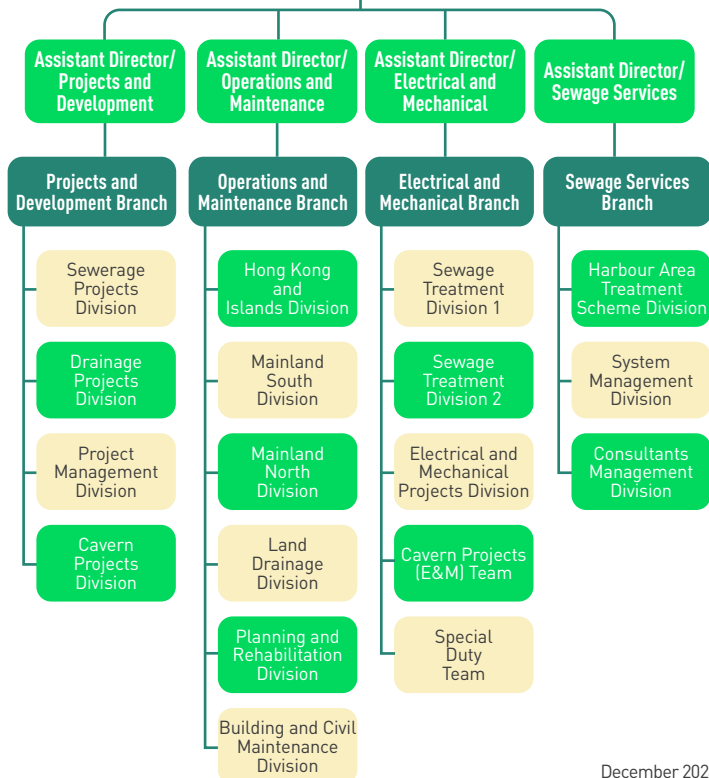 Assistant Director/
Projects and
Development
Assistant Director/
Operations and
Maintenance
Assistant Director/
Electrical and
Mechanical
Assistant Director/
Sewage Services
Projects and
Development Branch
Operations and
Maintenance Branch
Electrical and
Mechanical Branch
Sewage Services
Branch
Sewerage
Projects
Division
Drainage
Projects
Division
Project
Management
Division
Cavern
Projects
Division
Hong Kong
and
Islands Division
Mainland
South
Division
Mainland
North
Division
Land
Drainage
Division
Planning and
Rehabilitation
Division
Building and Civil
Maintenance
Division
Sewage
Treatment
Division 1
Sewage
Treatment
Division 2
Electrical and
Mechanical
Projects Division
Cavern Projects
(E&M) Team
Special
Duty
Team
Harbour Area
Treatment
Scheme Division
System
Management
Division
Consultants
Management
Division
December 202